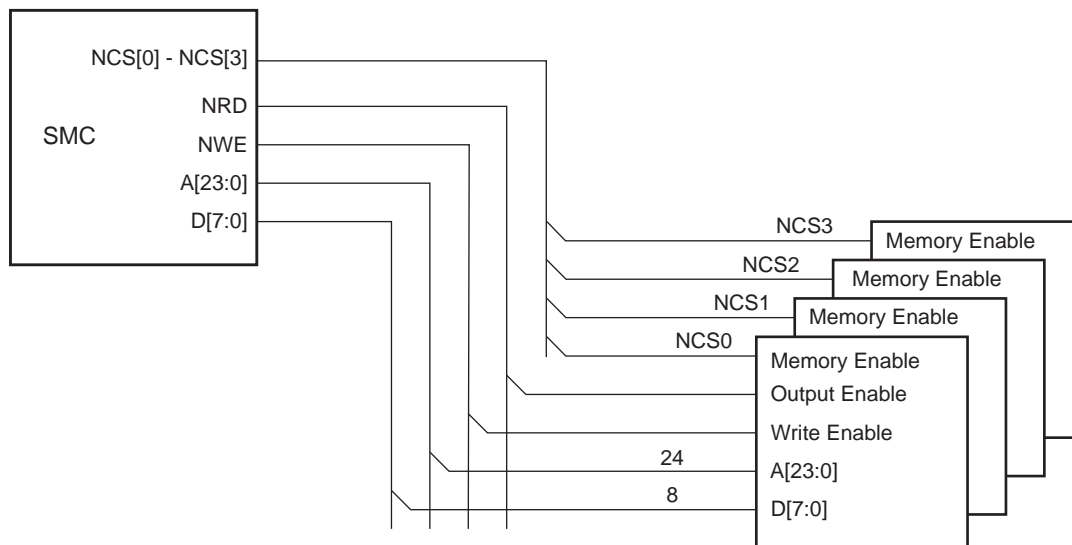 NCS[0] - NCS[3]
NRD
SMC
NWE
A[23:0]
D[7:0]
NCS3
Memory Enable
NCS2
Memory Enable
NCS1
Memory Enable
NCS0
Memory Enable
Output Enable
Write Enable
24
A[23:0]
8
D[7:0]